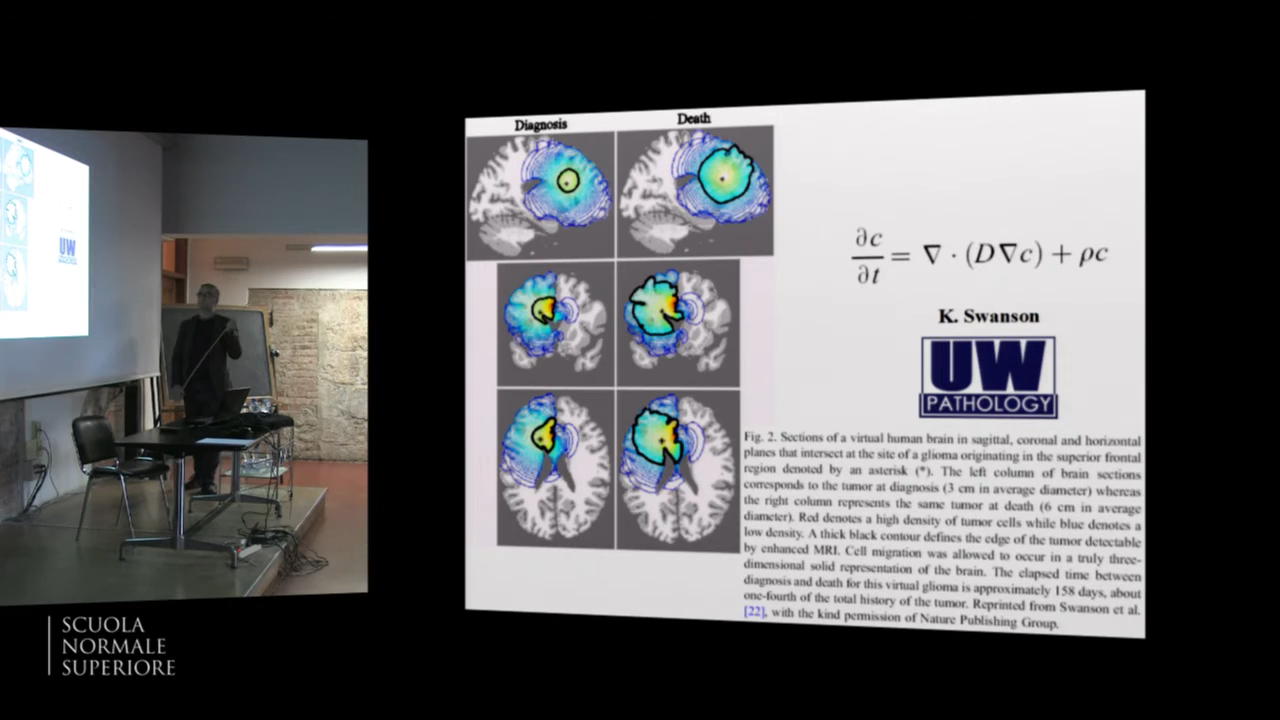 Diagnosis
Death
∂c/∂t = ∇ · (D∇c) + ρc
K. Swanson
UW
PATHOLOGY
Fig. 2. Sections of a virtual human brain in sagittal, coronal and horizontal
planes that intersect at the site of a glioma originating in the superior frontal
region denoted by an asterisk (*). The left column of brain sections
corresponds to the tumor at diagnosis (3 cm in average diameter) whereas
the right column represents the same tumor at death (6 cm in average
diameter). Red denotes a high density of tumor cells while blue denotes a
low density. A thick black contour defines the edge of the tumor detectable
by enhanced MRI. Cell migration was allowed to occur in a truly three-
dimensional solid representation of the brain. The elapsed time between
diagnosis and death for this virtual glioma is approximately 158 days, about
one-fourth of the total history of the tumor. Reprinted from Swanson et al.
[22], with the kind permission of Nature Publishing Group.
UW
SCUOLA
NORMALE
SUPERIORE